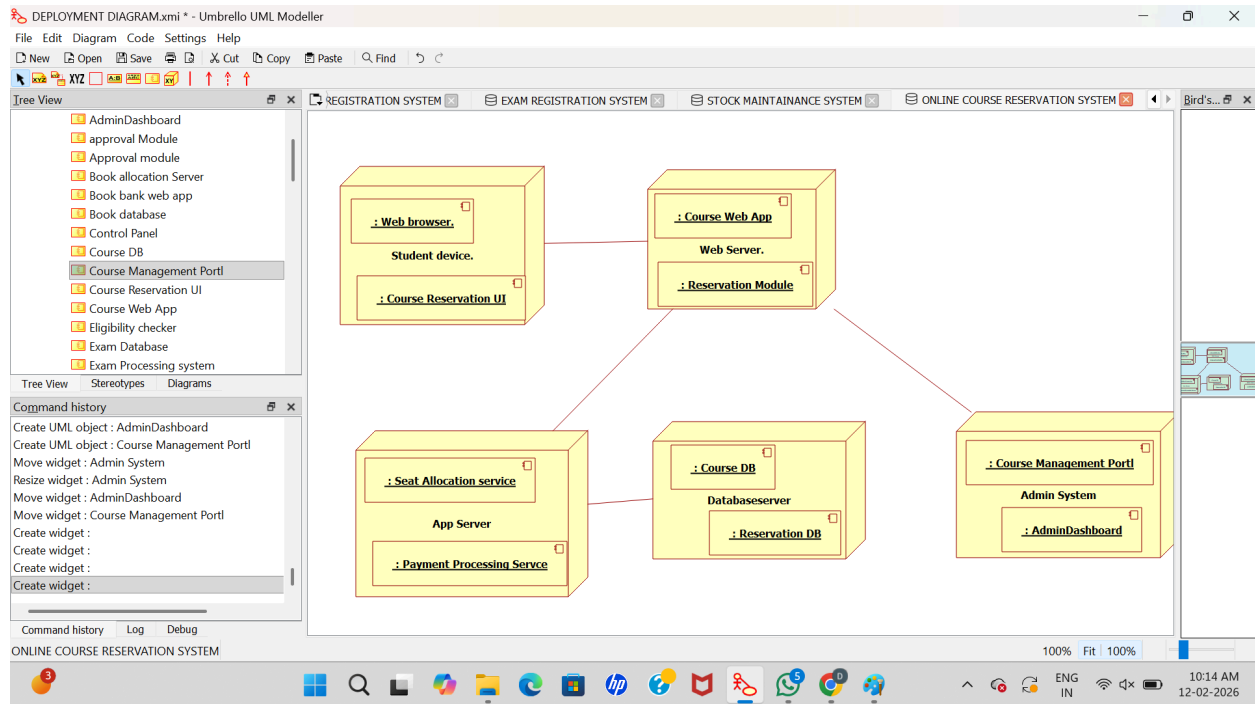 DEPLOYMENT DIAGRAM.xmi * - Umbrello UML Modeller
File Edit Diagram Code Settings Help
New Open Save Cut Copy Paste Find
XYZ XYZ A:B XY
Tree View
REGISTRATION SYSTEM EXAM REGISTRATION SYSTEM STOCK MAINTAINANCE SYSTEM ONLINE COURSE RESERVATION SYSTEM
Bird's...
AdminDashboard
approval Module
Approval module
Book allocation Server
Book bank web app
Book database
Control Panel
Course DB
Course Management Portl
Course Reservation UI
Course Web App
Eligibility checker
Exam Database
Exam Processing system
Tree View Stereotypes Diagrams
Command history
Create UML object : AdminDashboard
Create UML object : Course Management Portl
Move widget : Admin System
Resize widget : Admin System
Move widget : AdminDashboard
Move widget : Course Management Portl
Create widget :
Create widget :
Create widget :
Create widget :
Command history Log Debug
: Web browser.
Student device.
: Course Reservation UI
: Course Web App
Web Server.
: Reservation Module
: Seat Allocation service
App Server
: Payment Processing Servce
: Course DB
Databaseserver
: Reservation DB
: Course Management Portl
Admin System
: AdminDashboard
ONLINE COURSE RESERVATION SYSTEM
100% Fit 100%
3
hp
5
D
ENG
IN
10:14 AM
12-02-2026